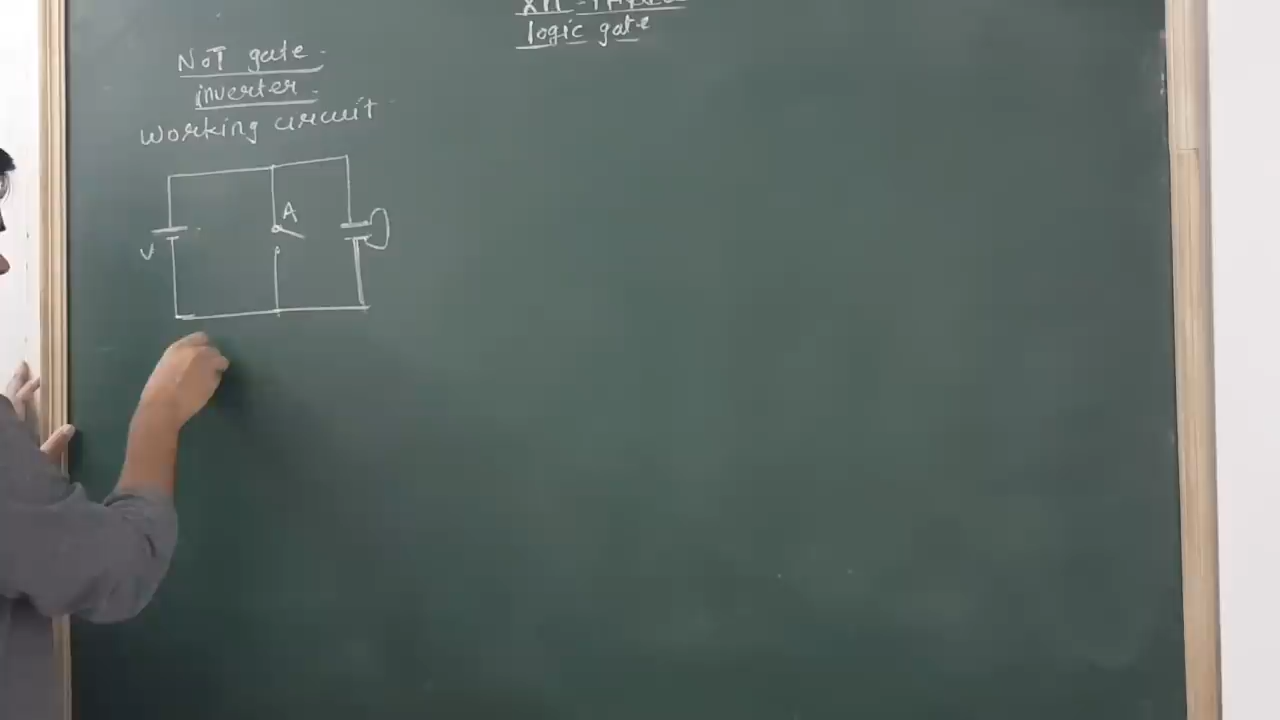 logic gate
NOT gate
inverter
working circuit
A
V